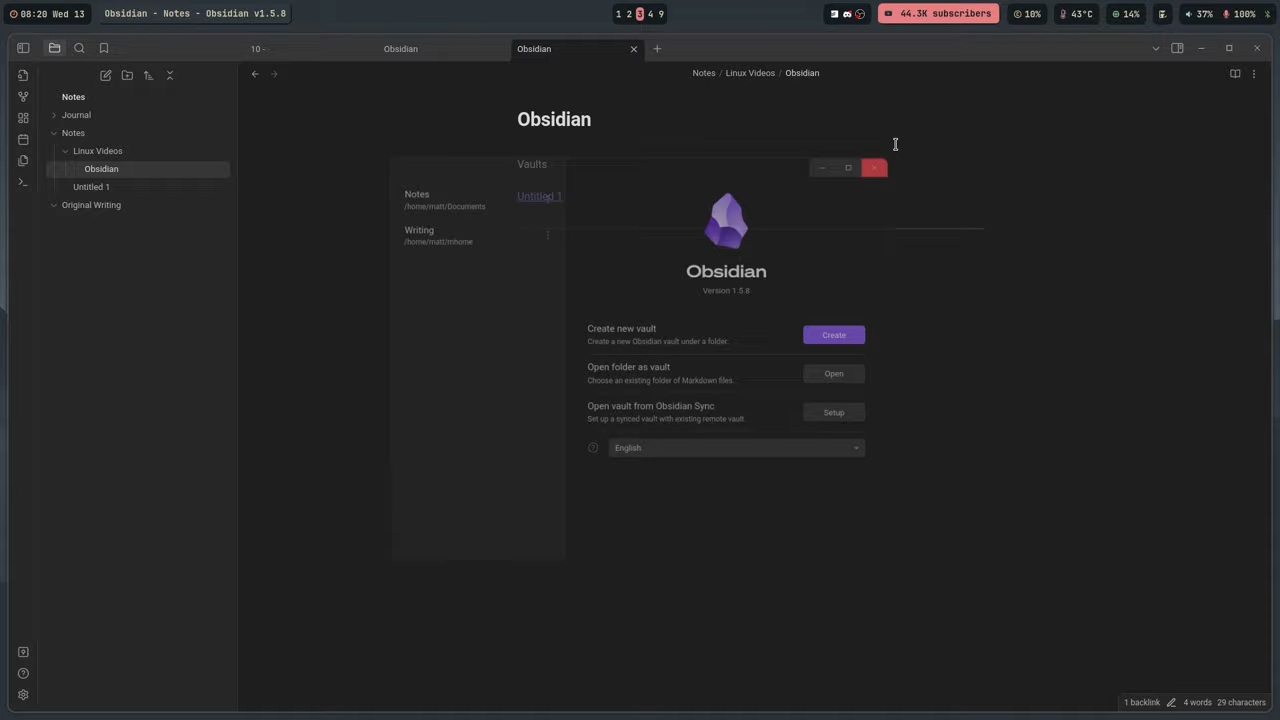 08:20 Wed 13
Obsidian - Notes - Obsidian v1.5.8
1 2 3 4 9
44.3K subscribers
10%
43°C
14%
37%
100%
10 -
Obsidian
Obsidian
Notes / Linux Videos / Obsidian
Notes
Journal
Notes
Linux Videos
Obsidian
Untitled 1
Original Writing
Obsidian
Vaults
Untitled 1
Notes
/home/matt/Documents
Writing
/home/matt/mhome
Obsidian
Version 1.5.8
Create new vault
Create a new Obsidian vault under a folder.
Create
Open folder as vault
Choose an existing folder of Markdown files.
Open
Open vault from Obsidian Sync
Set up a synced vault with existing remote vault.
Setup
English
1 backlink
4 words
29 characters